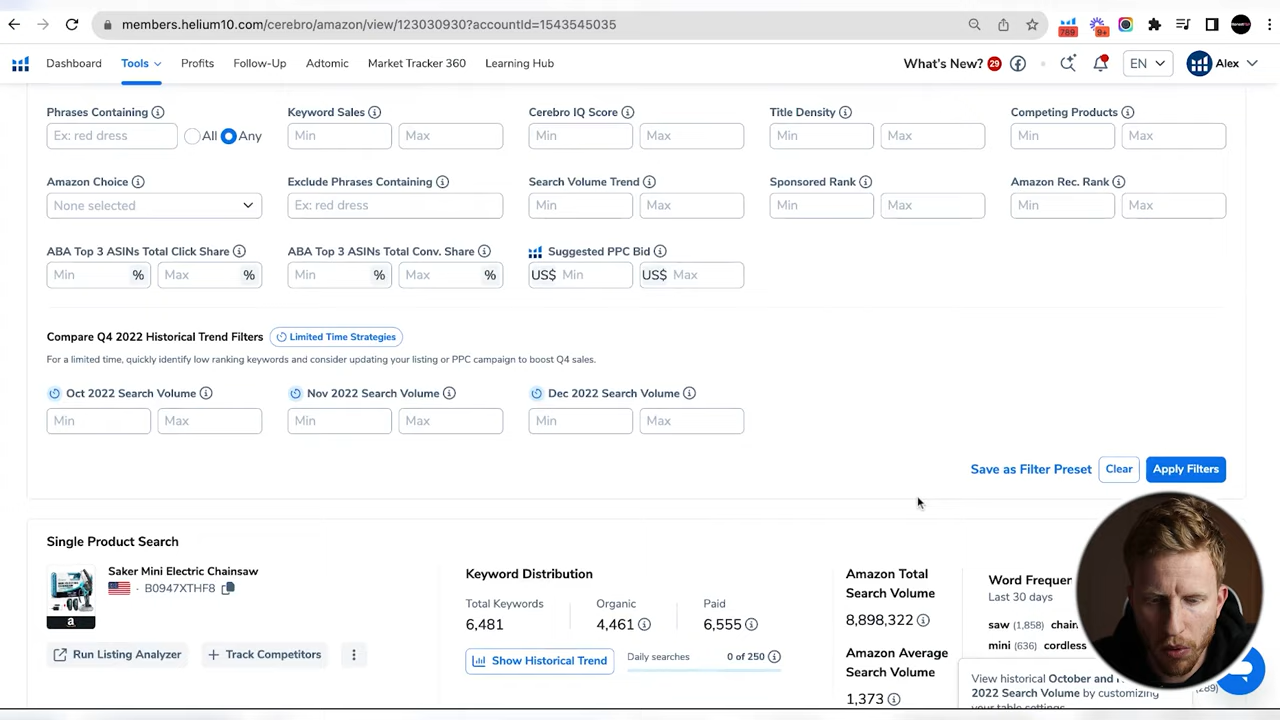 members.helium10.com/cerebro/amazon/view/123030930?accountId=1543545035
789
9+
Dashboard
Tools
Profits
Follow-Up
Adtomic
Market Tracker 360
Learning Hub
What's New? 29
EN
Alex
Phrases Containing
Keyword Sales
Cerebro IQ Score
Title Density
Competing Products
Ex: red dress
All
Any
Min
Max
Min
Max
Min
Max
Min
Max
Amazon Choice
Exclude Phrases Containing
Search Volume Trend
Sponsored Rank
Amazon Rec. Rank
None selected
Ex: red dress
Min
Max
Min
Max
Min
Max
ABA Top 3 ASINs Total Click Share
ABA Top 3 ASINs Total Conv. Share
Suggested PPC Bid
Min %
Max %
Min %
Max %
US$ Min
US$ Max
Compare Q4 2022 Historical Trend Filters
Limited Time Strategies
For a limited time, quickly identify low ranking keywords and consider updating your listing or PPC campaign to boost Q4 sales.
Oct 2022 Search Volume
Nov 2022 Search Volume
Dec 2022 Search Volume
Min
Max
Min
Max
Min
Max
Save as Filter Preset
Clear
Apply Filters
Single Product Search
Saker Mini Electric Chainsaw
B0947XTHF8
a
Run Listing Analyzer
+ Track Competitors
Keyword Distribution
Total Keywords
Organic
Paid
6,481
4,461
6,555
Show Historical Trend
Daily searches
0 of 250
Amazon Total
Search Volume
8,898,322
Amazon Average
Search Volume
1,373
Word Frequen
Last 30 days
saw (1,858) chain
mini (636) cordless
View historical October and
2022 Search Volume by customizing
your table settings
(289)